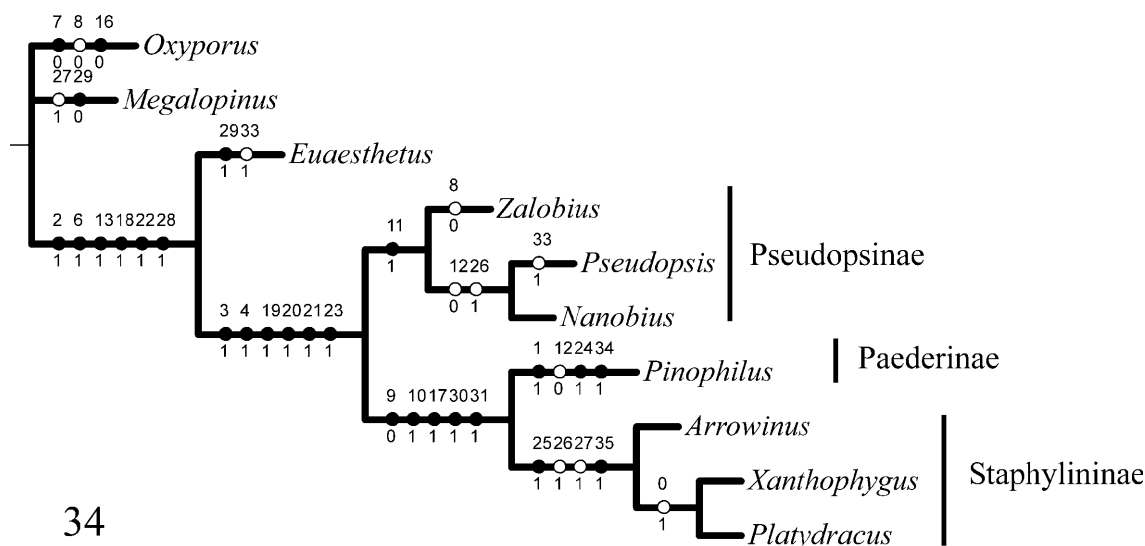 7 8 16
Oxyporus
0 0 0
27 29
Megalopinus
1 0
29 33
Euaesthetus
1 1
8
Zalobius
0
2 6 13 18 22 28
1 1 1 1 1 1
11
1
33
Pseudopsis
1
Pseudopsinae
12 26
0 1
Nanobius
3 4 19 20 21 23
1 1 1 1 1 1
1 12 24 34
Pinophilus
1 0 1 1
Paederinae
9 10 17 30 31
0 1 1 1 1
Arrowinus
25 26 27 35
1 1 1 1
Staphylininae
0
Xanthophygus
1
Platydracus
34